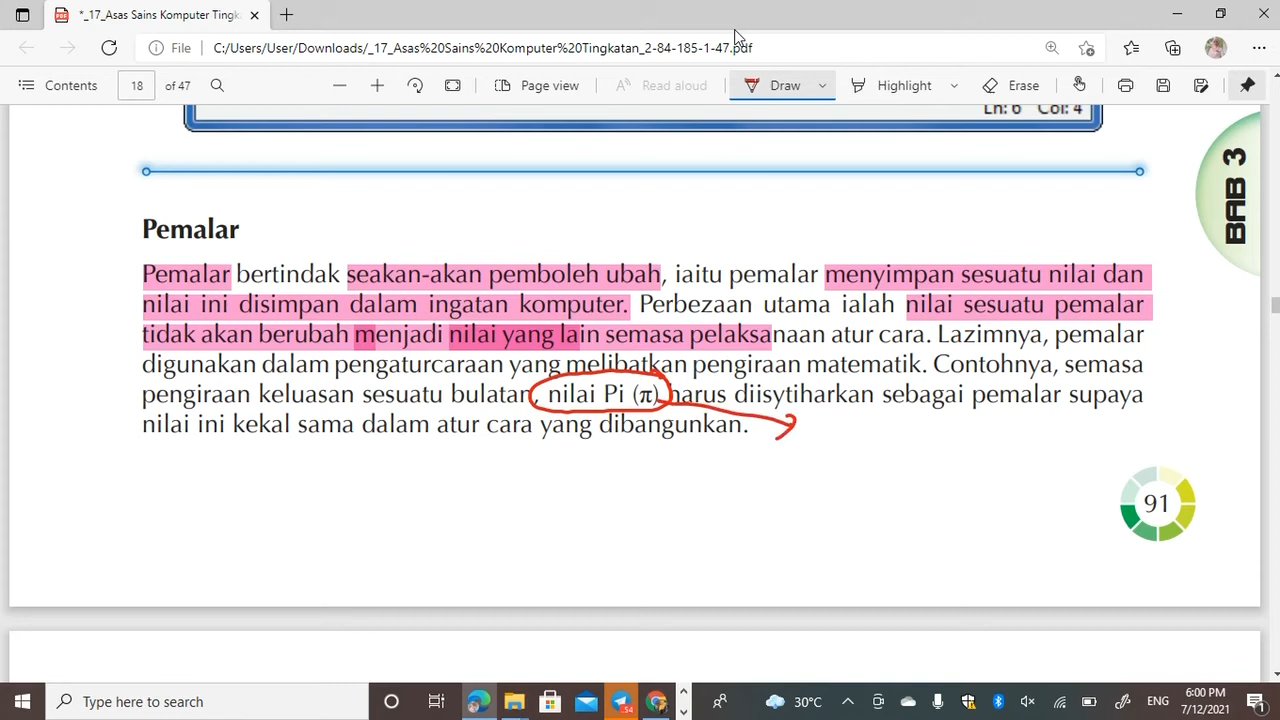 *_17_Asas Sains Komputer Tingka
File C:/Users/User/Downloads/_17_Asas%20Sains%20Komputer%20Tingkatan_2-84-185-1-47.pdf
Contents 18 of 47 Page view Read aloud Draw Highlight Erase
Ln: 6 Col: 4
BAB 3
Pemalar
Pemalar bertindak seakan-akan pemboleh ubah, iaitu pemalar menyimpan sesuatu nilai dan
nilai ini disimpan dalam ingatan komputer. Perbezaan utama ialah nilai sesuatu pemalar
tidak akan berubah menjadi nilai yang lain semasa pelaksanaan atur cara. Lazimnya, pemalar
digunakan dalam pengaturcaraan yang melibatkan pengiraan matematik. Contohnya, semasa
pengiraan keluasan sesuatu bulatan, nilai Pi (π) harus diisytiharkan sebagai pemalar supaya
nilai ini kekal sama dalam atur cara yang dibangunkan.
91
Type here to search 54 30°C ENG 6:00 PM
7/12/2021 1